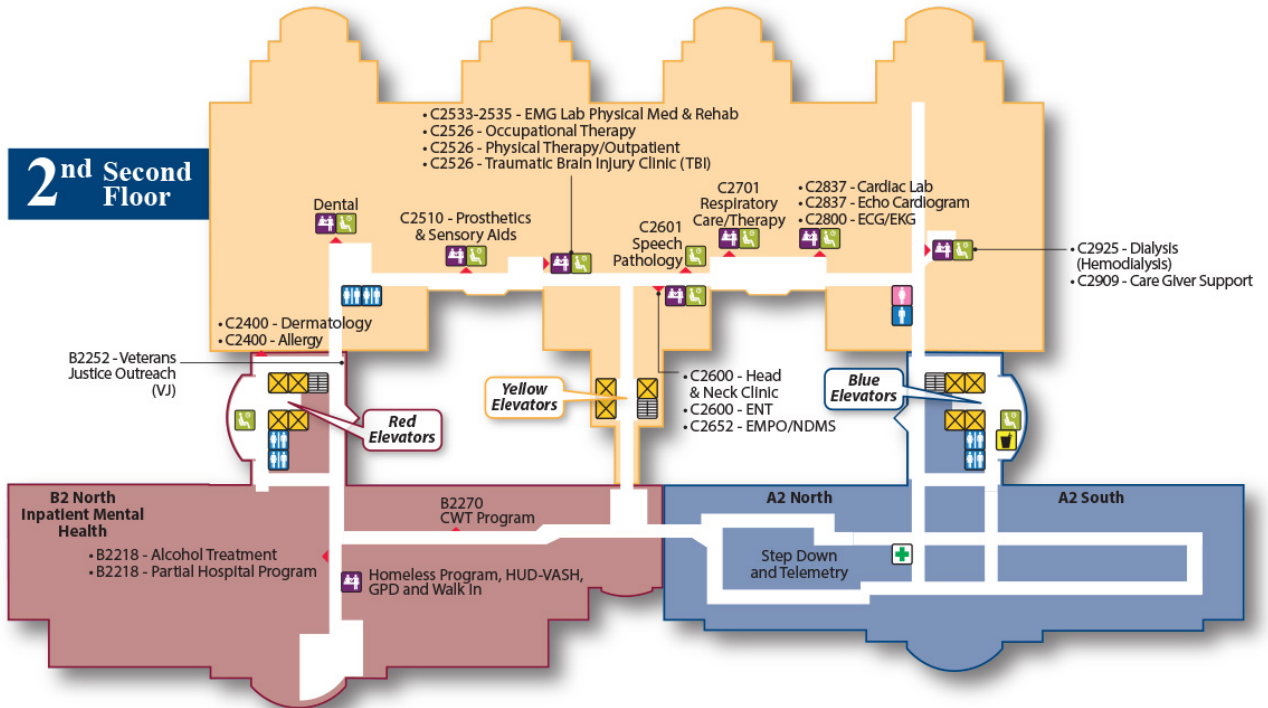 2nd Second
Floor
• C2533-2535 - EMG Lab Physical Med & Rehab
• C2526 - Occupational Therapy
• C2526 - Physical Therapy/Outpatient
• C2526 - Traumatic Brain Injury Clinic (TBI)
Dental
C2510 - Prosthetics
& Sensory Aids
C2601
Speech
Pathology
C2701
Respiratory
Care/Therapy
• C2837 - Cardiac Lab
• C2837 - Echo Cardiogram
• C2800 - ECG/EKG
• C2925 - Dialysis
(Hemodialysis)
• C2909 - Care Giver Support
• C2400 - Dermatology
• C2400 - Allergy
B2252 - Veterans
Justice Outreach
(VJ)
Red
Elevators
Yellow
Elevators
• C2600 - Head
& Neck Clinic
• C2600 - ENT
• C2652 - EMPO/NDMS
Blue
Elevators
B2 North
Inpatient Mental
Health
• B2218 - Alcohol Treatment
• B2218 - Partial Hospital Program
B2270
CWT Program
Homeless Program, HUD-VASH,
GPD and Walk In
A2 North
A2 South
Step Down
and Telemetry